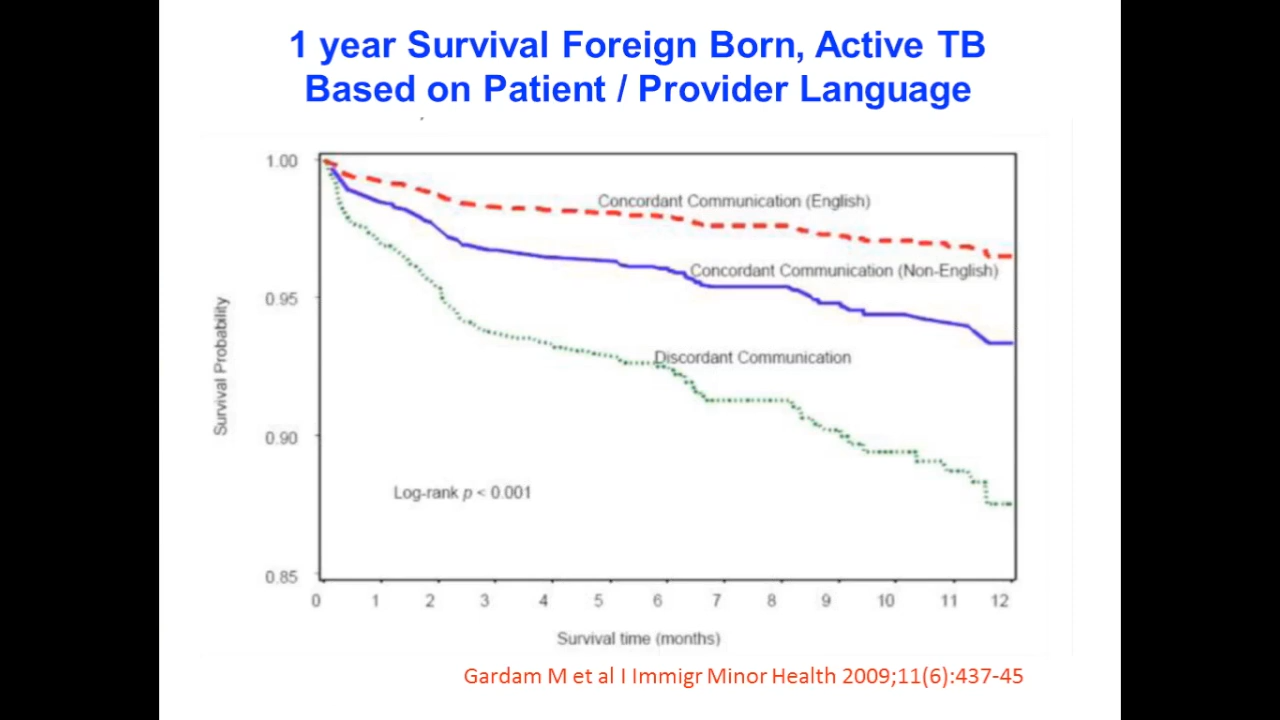 1 year Survival Foreign Born, Active TB
Based on Patient / Provider Language
1.00
Concordant Communication (English)
Concordant Communication (Non-English)
0.95
Discordant Communication
Survival Probability
0.90
Log-rank p < 0.001
0.85
0 1 2 3 4 5 6 7 8 9 10 11 12
Survival time (months)
Gardam M et al I Immigr Minor Health 2009;11(6):437-45